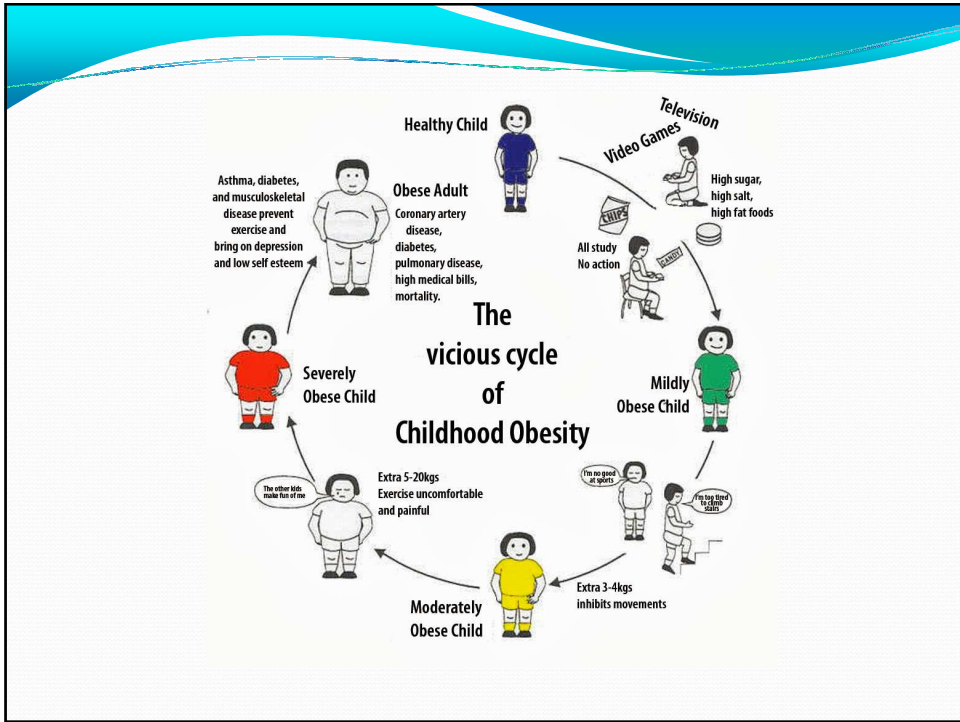 Healthy Child
Television
Video Games
High sugar,
high salt,
high fat foods
CHIPS
All study
No action
CANDY
Mildly
Obese Child
I'm no good
at sports
I'm too tired
to climb
stairs
Extra 3-4kgs
inhibits movements
Moderately
Obese Child
Extra 5-20kgs
Exercise uncomfortable
and painful
The other kids
make fun of me
Severely
Obese Child
Asthma, diabetes,
and musculoskeletal
disease prevent
exercise and
bring on depression
and low self esteem
Obese Adult
Coronary artery
disease,
diabetes,
pulmonary disease,
high medical bills,
mortality.
The
vicious cycle
of
Childhood Obesity